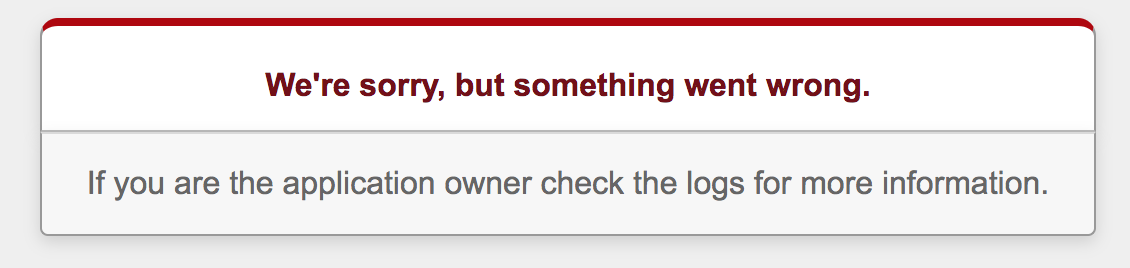 We're sorry, but something went wrong.
If you are the application owner check the logs for more information.